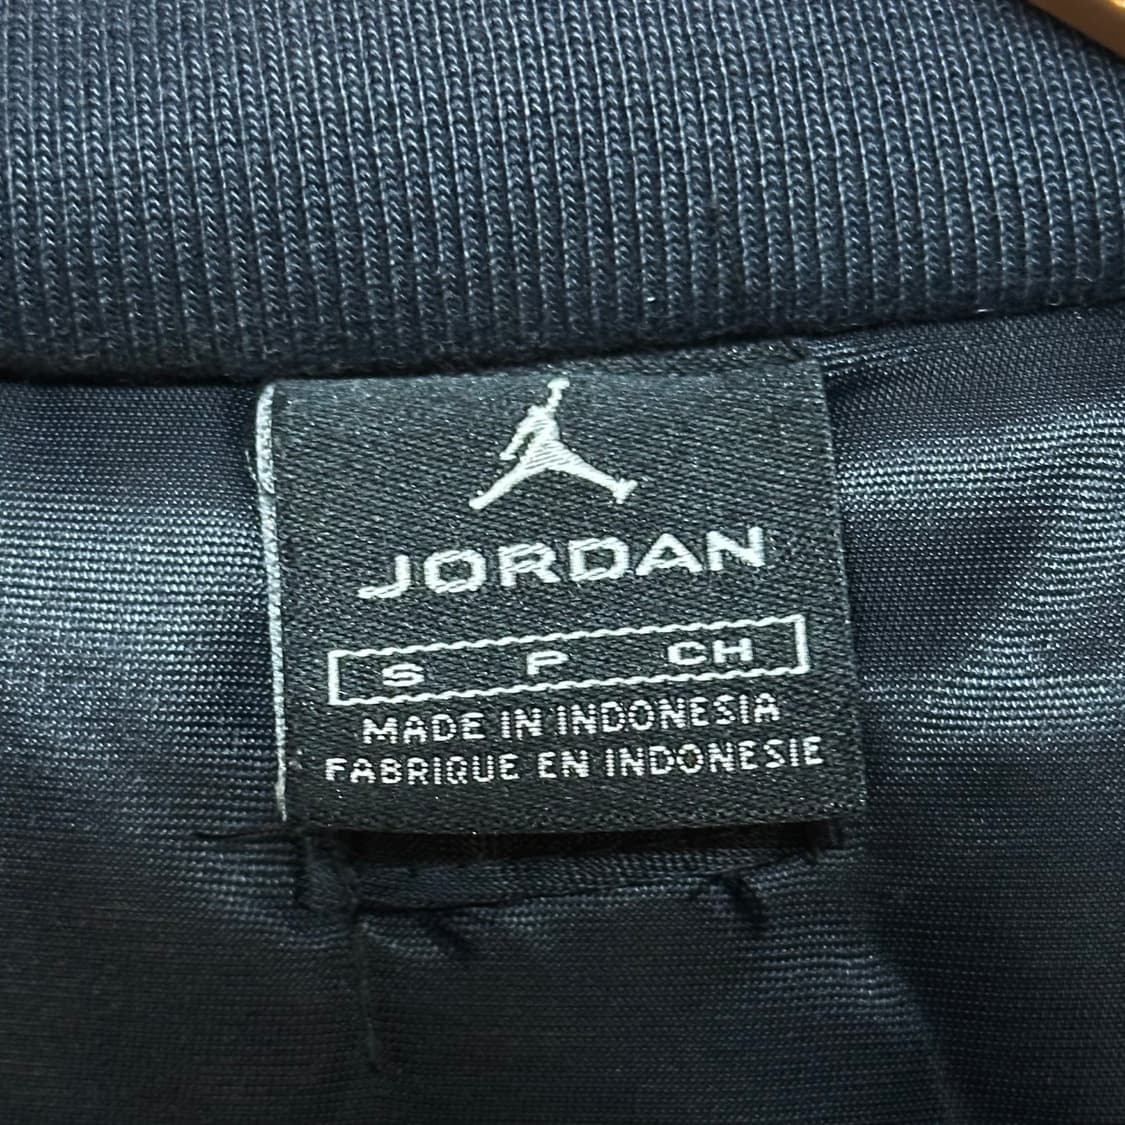 JORDAN
S P CH
MADE IN INDONESIA
FABRIQUE EN INDONESIE